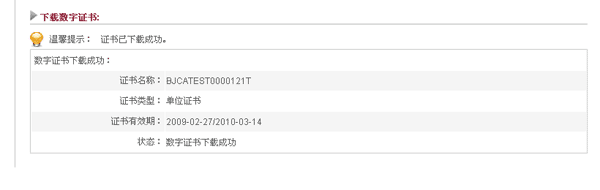 下载数字证书:
温馨提示： 证书已下载成功。
数字证书下载成功：
证书名称： BJCATEST0000121T
证书类型： 单位证书
证书有效期： 2009-02-27/2010-03-14
状态： 数字证书下载成功